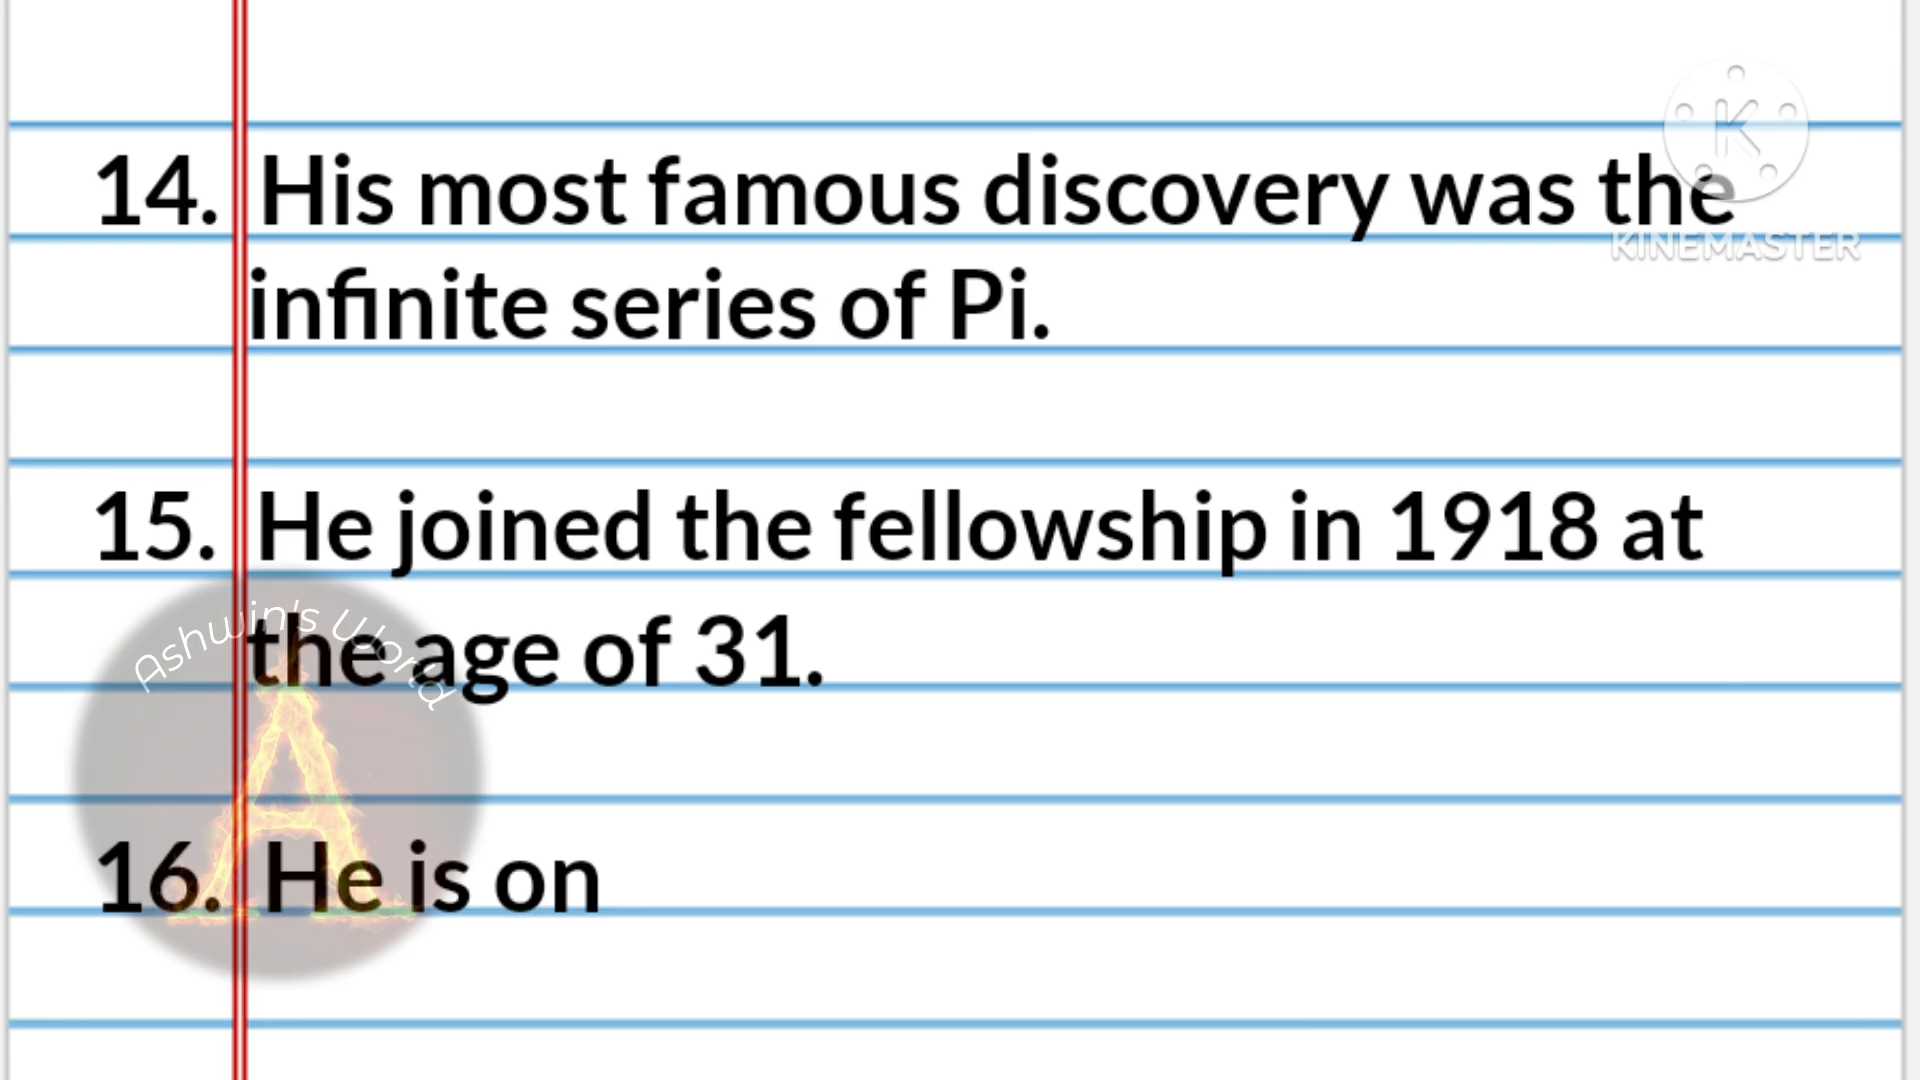 14. His most famous discovery was the
infinite series of Pi.
15. He joined the fellowship in 1918 at
the age of 31.
16. He is on
K
KINEMASTER
Ashwin's World
A